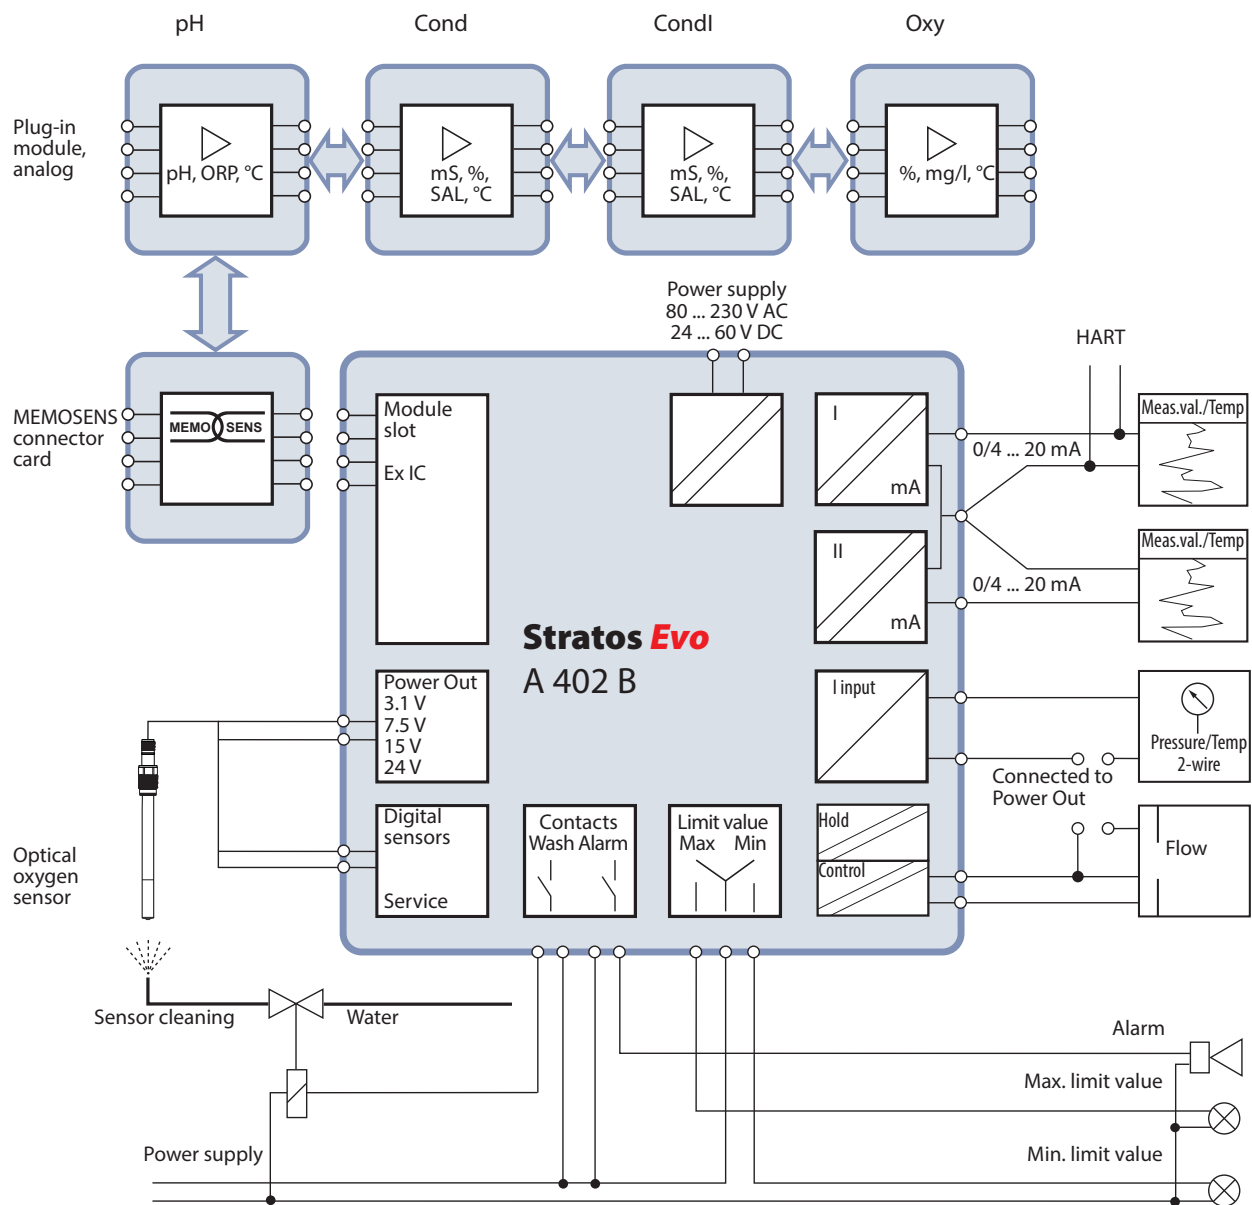 pH
Cond
CondI
Oxy
Plug-in
module,
analog
pH, ORP, °C
mS, %,
SAL, °C
mS, %,
SAL, °C
%, mg/l, °C
Power supply
80 ... 230 V AC
24 ... 60 V DC
HART
MEMOSENS
connector
card
MEMO SENS
Module
slot
Ex IC
I
mA
0/4 ... 20 mA
Meas.val./Temp
II
mA
0/4 ... 20 mA
Meas.val./Temp
Stratos Evo
A 402 B
Power Out
3.1 V
7.5 V
15 V
24 V
I input
Pressure/Temp
2-wire
Connected to
Power Out
Optical
oxygen
sensor
Digital
sensors
Service
Contacts
Wash Alarm
Limit value
Max Min
Hold
Control
Flow
Sensor cleaning
Water
Alarm
Max. limit value
Power supply
Min. limit value